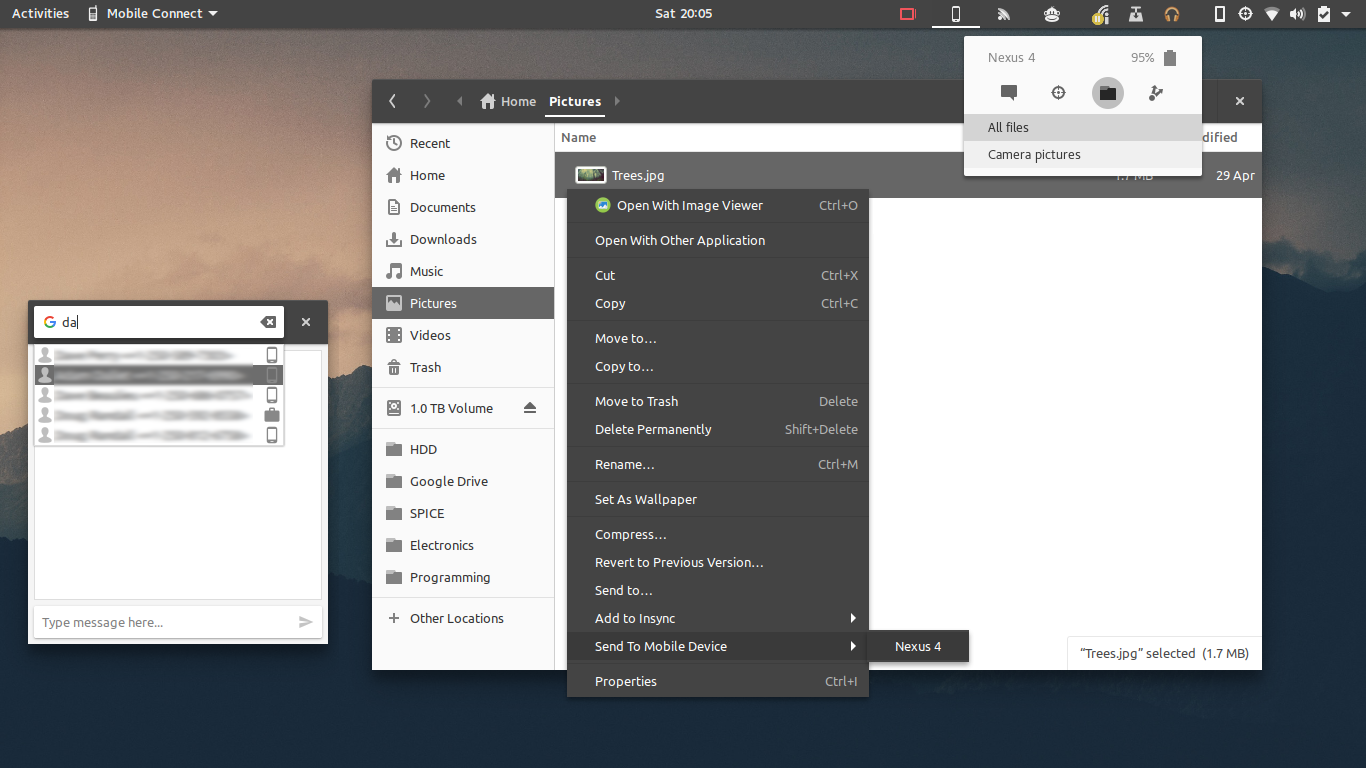 Activities Mobile Connect Sat 20:05
Nexus 4 95%
All files
Camera pictures
Home Pictures
Recent
Home
Documents
Downloads
Music
Pictures
Videos
Trash
1.0 TB Volume
HDD
Google Drive
SPICE
Electronics
Programming
Other Locations
Name dified
Trees.jpg 1.7 MB 29 Apr
Open With Image Viewer Ctrl+O
Open With Other Application
Cut Ctrl+X
Copy Ctrl+C
Move to…
Copy to…
Move to Trash Delete
Delete Permanently Shift+Delete
Rename… Ctrl+M
Set As Wallpaper
Compress…
Revert to Previous Version…
Send to…
Add to Insync
Send To Mobile Device Nexus 4
Properties Ctrl+I
“Trees.jpg” selected (1.7 MB)
da
Type message here...